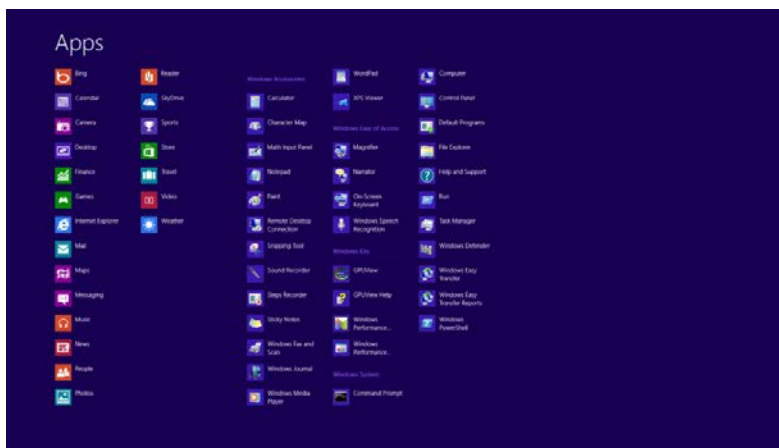 Apps
Bing
Calendar
Camera
Desktop
Finance
Games
Internet Explorer
Mail
Maps
Messaging
Music
News
People
Photos
Reader
SkyDrive
Sports
Store
Travel
Video
Weather
Windows Accessories
Calculator
Character Map
Math Input Panel
Notepad
Paint
Remote Desktop
Connection
Snipping Tool
Sound Recorder
Steps Recorder
Sticky Notes
Windows Fax and
Scan
Windows Journal
Windows Media
Player
WordPad
XPS Viewer
Windows Ease of Access
Magnifier
Narrator
On-Screen
Keyboard
Windows Speech
Recognition
Windows Kits
GPUView
GPUView Help
Windows
Performance...
Windows
Performance...
Windows System
Command Prompt
Computer
Control Panel
Default Programs
File Explorer
Help and Support
Run
Task Manager
Windows Defender
Windows Easy
Transfer
Windows Easy
Transfer Reports
Windows
PowerShell